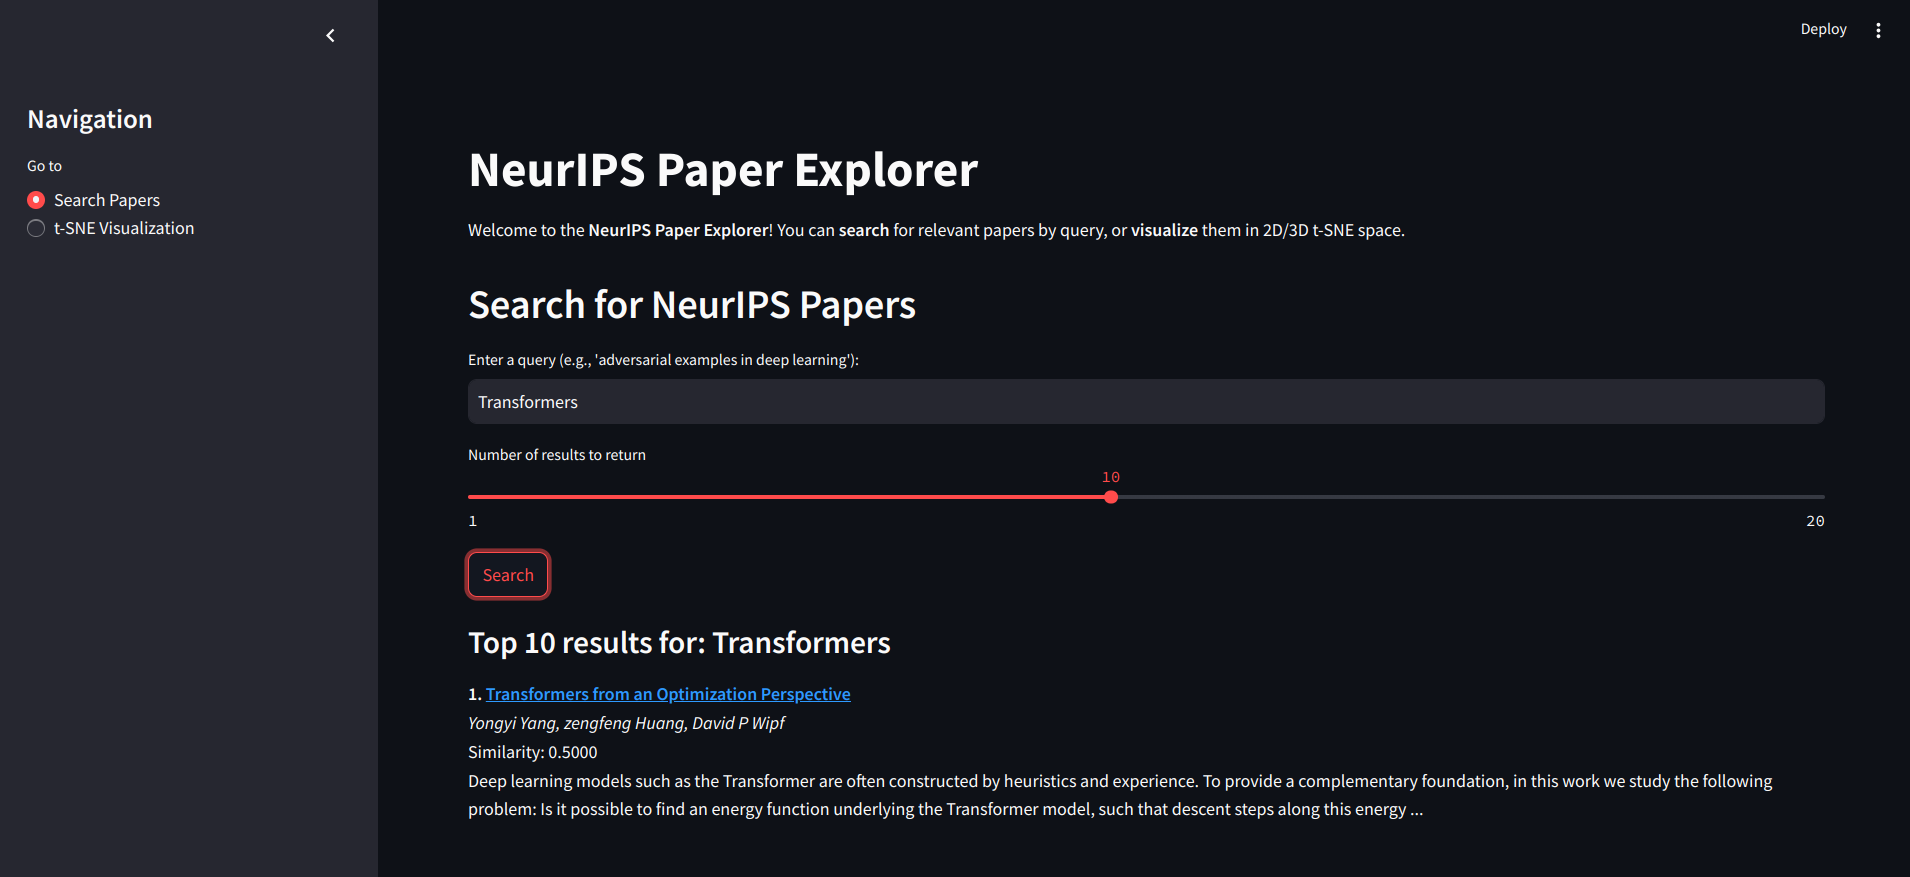 Deploy
Navigation
Go to
Search Papers
t-SNE Visualization
NeurIPS Paper Explorer
Welcome to the NeurIPS Paper Explorer! You can search for relevant papers by query, or visualize them in 2D/3D t-SNE space.
Search for NeurIPS Papers
Enter a query (e.g., 'adversarial examples in deep learning'):
Transformers
Number of results to return
10
1
20
Search
Top 10 results for: Transformers
1. Transformers from an Optimization Perspective
Yongyi Yang, zengfeng Huang, David P Wipf
Similarity: 0.5000
Deep learning models such as the Transformer are often constructed by heuristics and experience. To provide a complementary foundation, in this work we study the following
problem: Is it possible to find an energy function underlying the Transformer model, such that descent steps along this energy ...